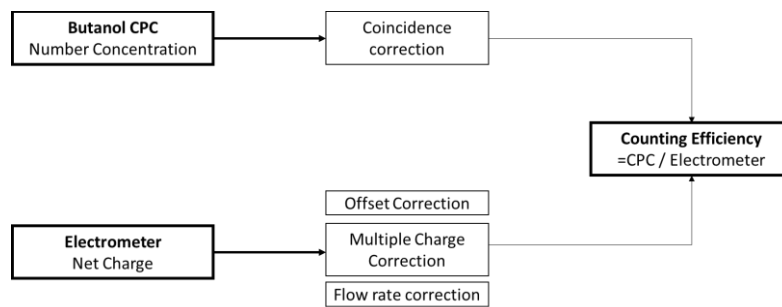 Butanol CPC
Number Concentration
Coincidence
correction
Counting Efficiency
=CPC / Electrometer
Offset Correction
Electrometer
Net Charge
Multiple Charge
Correction
Flow rate correction